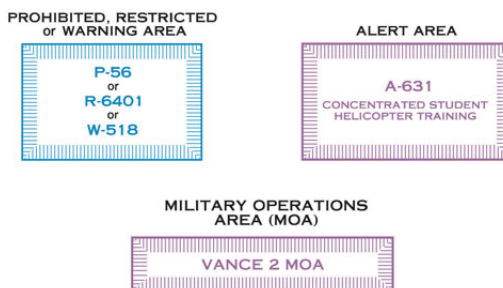 PROHIBITED, RESTRICTED
or WARNING AREA
P-56
or
R-6401
or
W-518
ALERT AREA
A-631
CONCENTRATED STUDENT
HELICOPTER TRAINING
MILITARY OPERATIONS
AREA (MOA)
VANCE 2 MOA